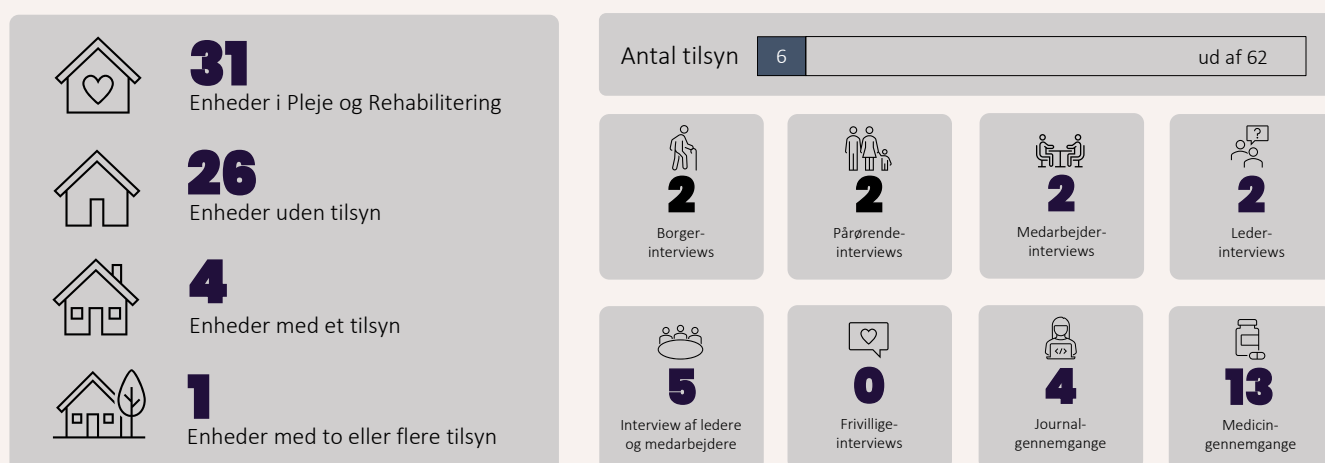 31
Enheder i Pleje og Rehabilitering
26
Enheder uden tilsyn
4
Enheder med et tilsyn
1
Enheder med to eller flere tilsyn
Antal tilsyn
6
ud af 62
2
Borger-
interviews
2
Pårørende-
interviews
2
Medarbejder-
interviews
?
2
Leder-
interviews
5
Interview af ledere
og medarbejdere
0
Frivillige-
interviews
</>
4
Journal-
gennemgange
13
Medicin-
gennemgange